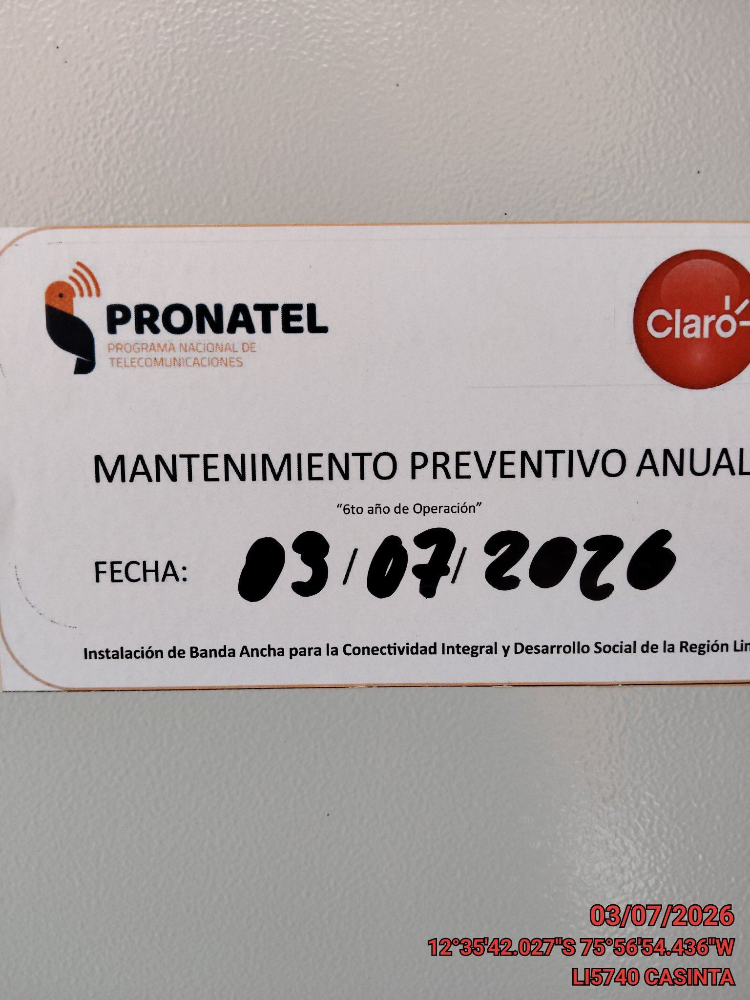 PRONATEL
PROGRAMA NACIONAL DE
TELECOMUNICACIONES
Claro
MANTENIMIENTO PREVENTIVO ANUAL
“6to año de Operación”
FECHA: 03/07/2026
Instalación de Banda Ancha para la Conectividad Integral y Desarrollo Social de la Región
03/07/2026
12°35'42.027"S 75°56'54.436"W
LI5740 CASINTA